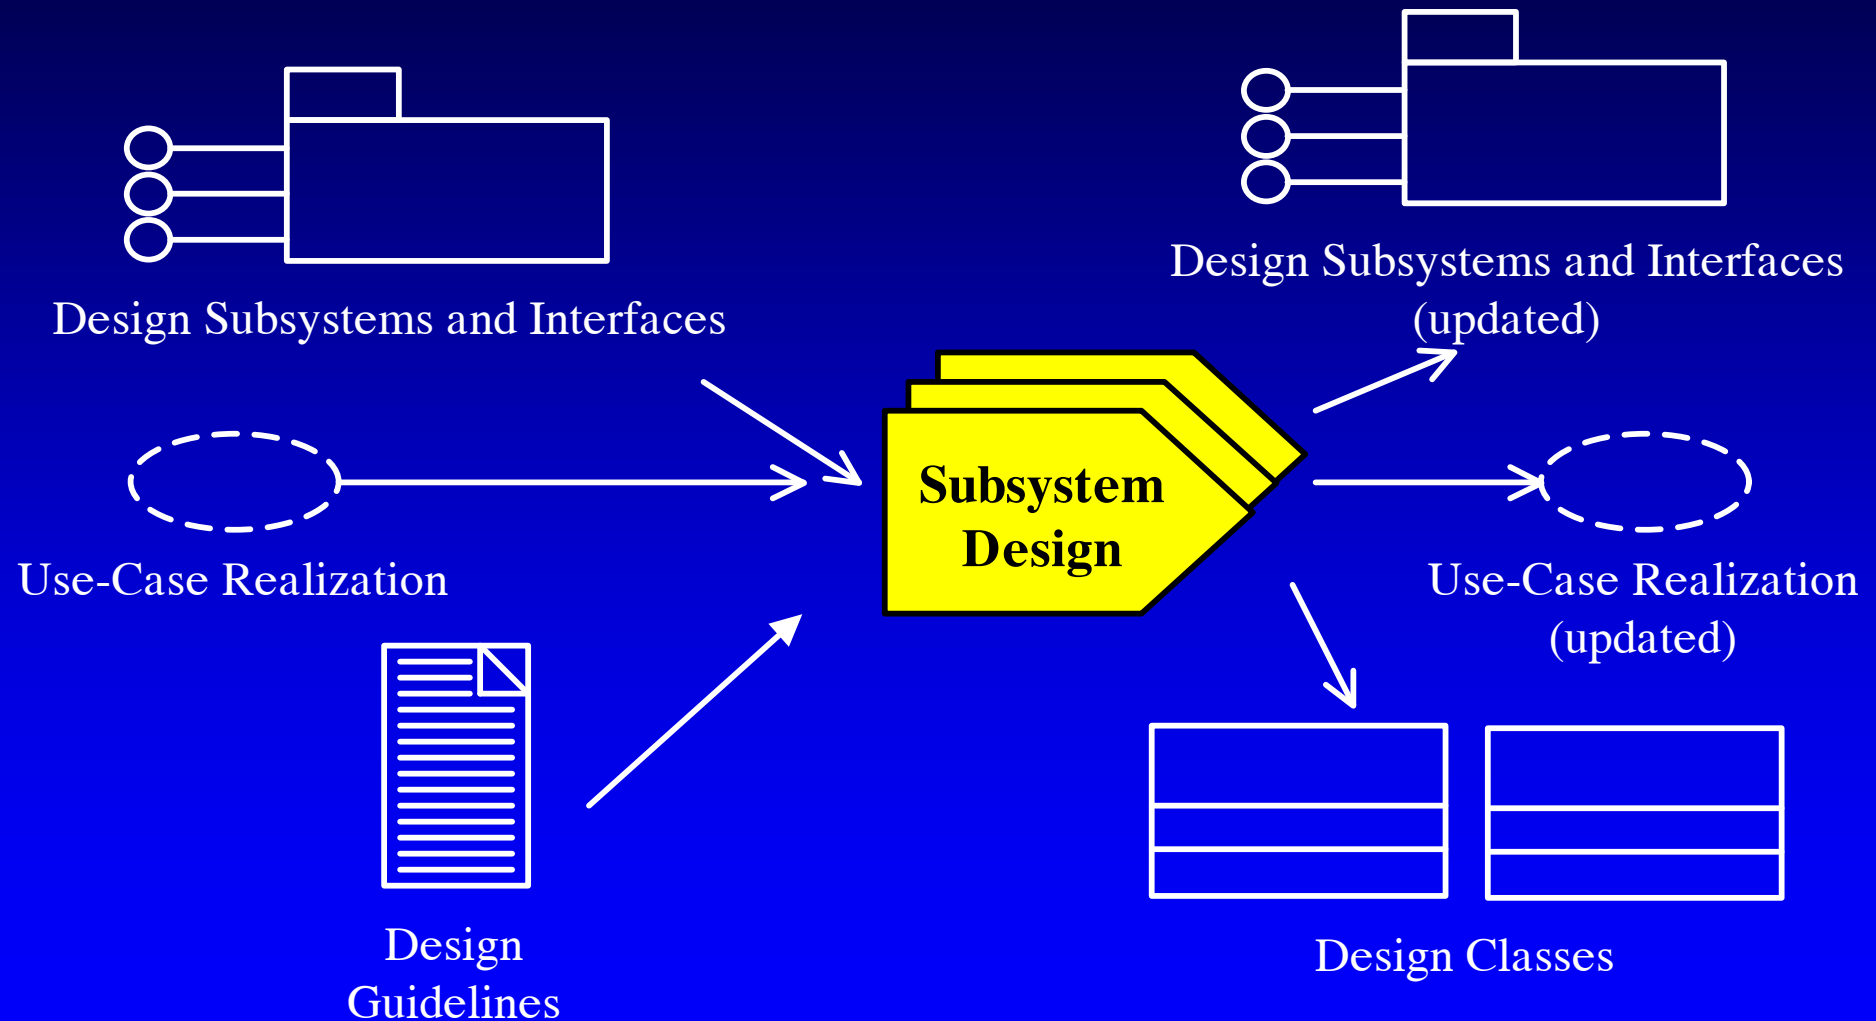 Design Subsystems and Interfaces
Use-Case Realization
Design
Guidelines
Subsystem
Design
Design Subsystems and Interfaces
(updated)
Use-Case Realization
(updated)
Design Classes